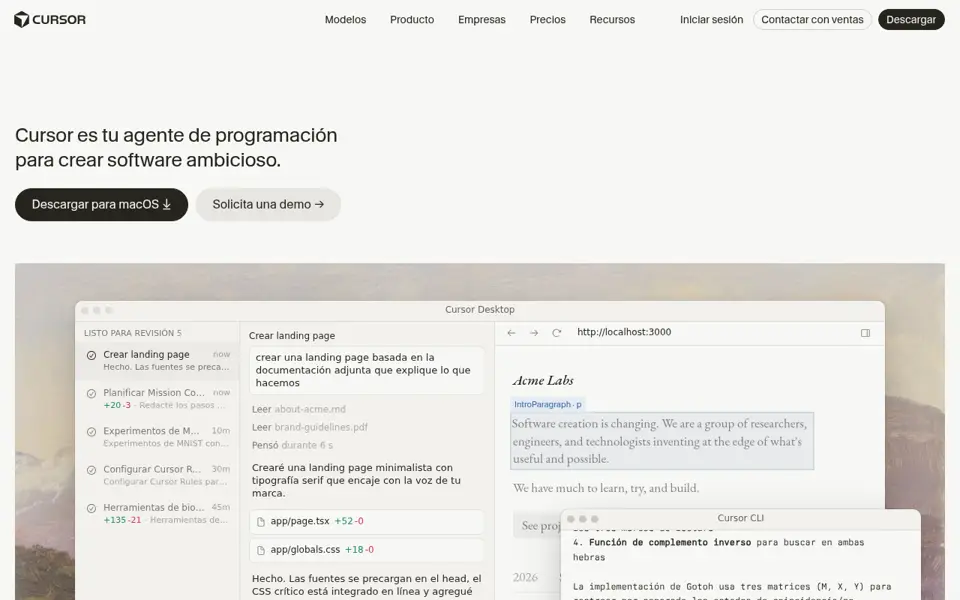 CURSOR
Modelos Producto Empresas Precios Recursos
Iniciar sesión Contactar con ventas Descargar
Cursor es tu agente de programación
para crear software ambicioso.
Descargar para macOS ↓ Solicita una demo →
Cursor Desktop
LISTO PARA REVISIÓN 5
Crear landing page now
Hecho. Las fuentes se preca...
Planificar Mission Co... now
+20 -3 · Redacté los pasos ...
Experimentos de M... 10m
Experimentos de MNIST con...
Configurar Cursor R... 30m
Configurar Cursor Rules par...
Herramientas de bio... 45m
+135 -21 · Herramientas de...
Crear landing page
crear una landing page basada en la
documentación adjunta que explique lo que
hacemos
Leer about-acme.md
Leer brand-guidelines.pdf
Pensó durante 6 s
Crearé una landing page minimalista con
tipografía serif que encaje con la voz de tu
marca.
app/page.tsx +52 -0
app/globals.css +18 -0
Hecho. Las fuentes se precargan en el head, el
CSS crítico está integrado en línea y agregué
http://localhost:3000
Acme Labs
IntroParagraph · p
Software creation is changing. We are a group of researchers,
engineers, and technologists inventing at the edge of what's
useful and possible.
We have much to learn, try, and build.
See proj
2026
Cursor CLI
4. Función de complemento inverso para buscar en ambas
hebras
La implementación de Gotoh usa tres matrices (M, X, Y) para